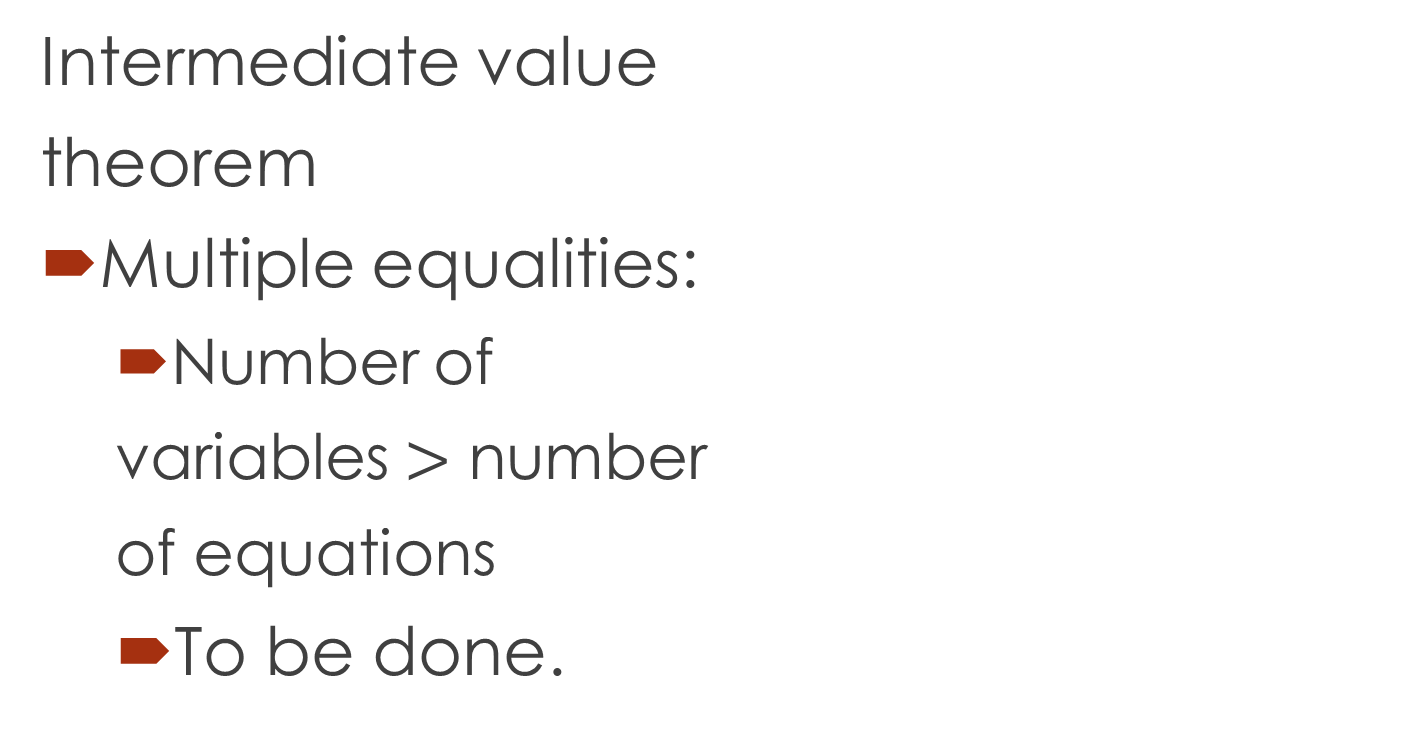 Intermediate value
theorem
Multiple equalities:
Number of
variables > number
of equations
To be done.